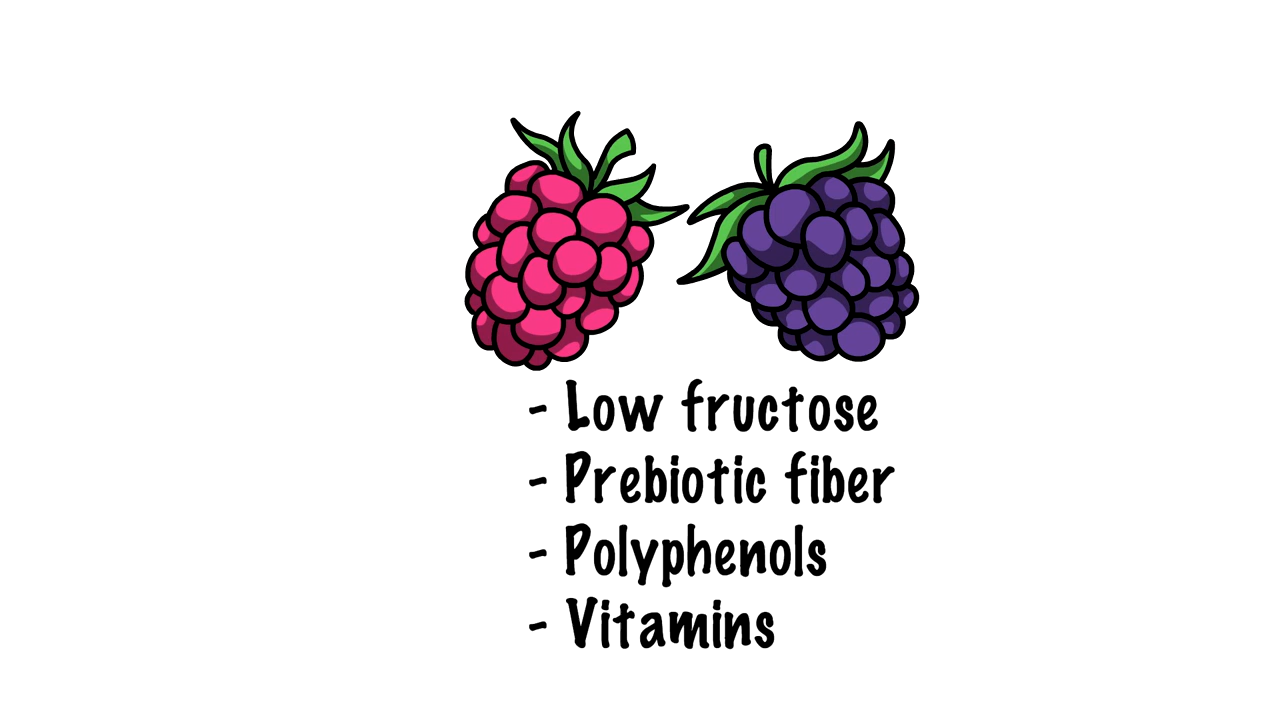 - Low fructose
- Prebiotic fiber
- Polyphenols
- Vitamins